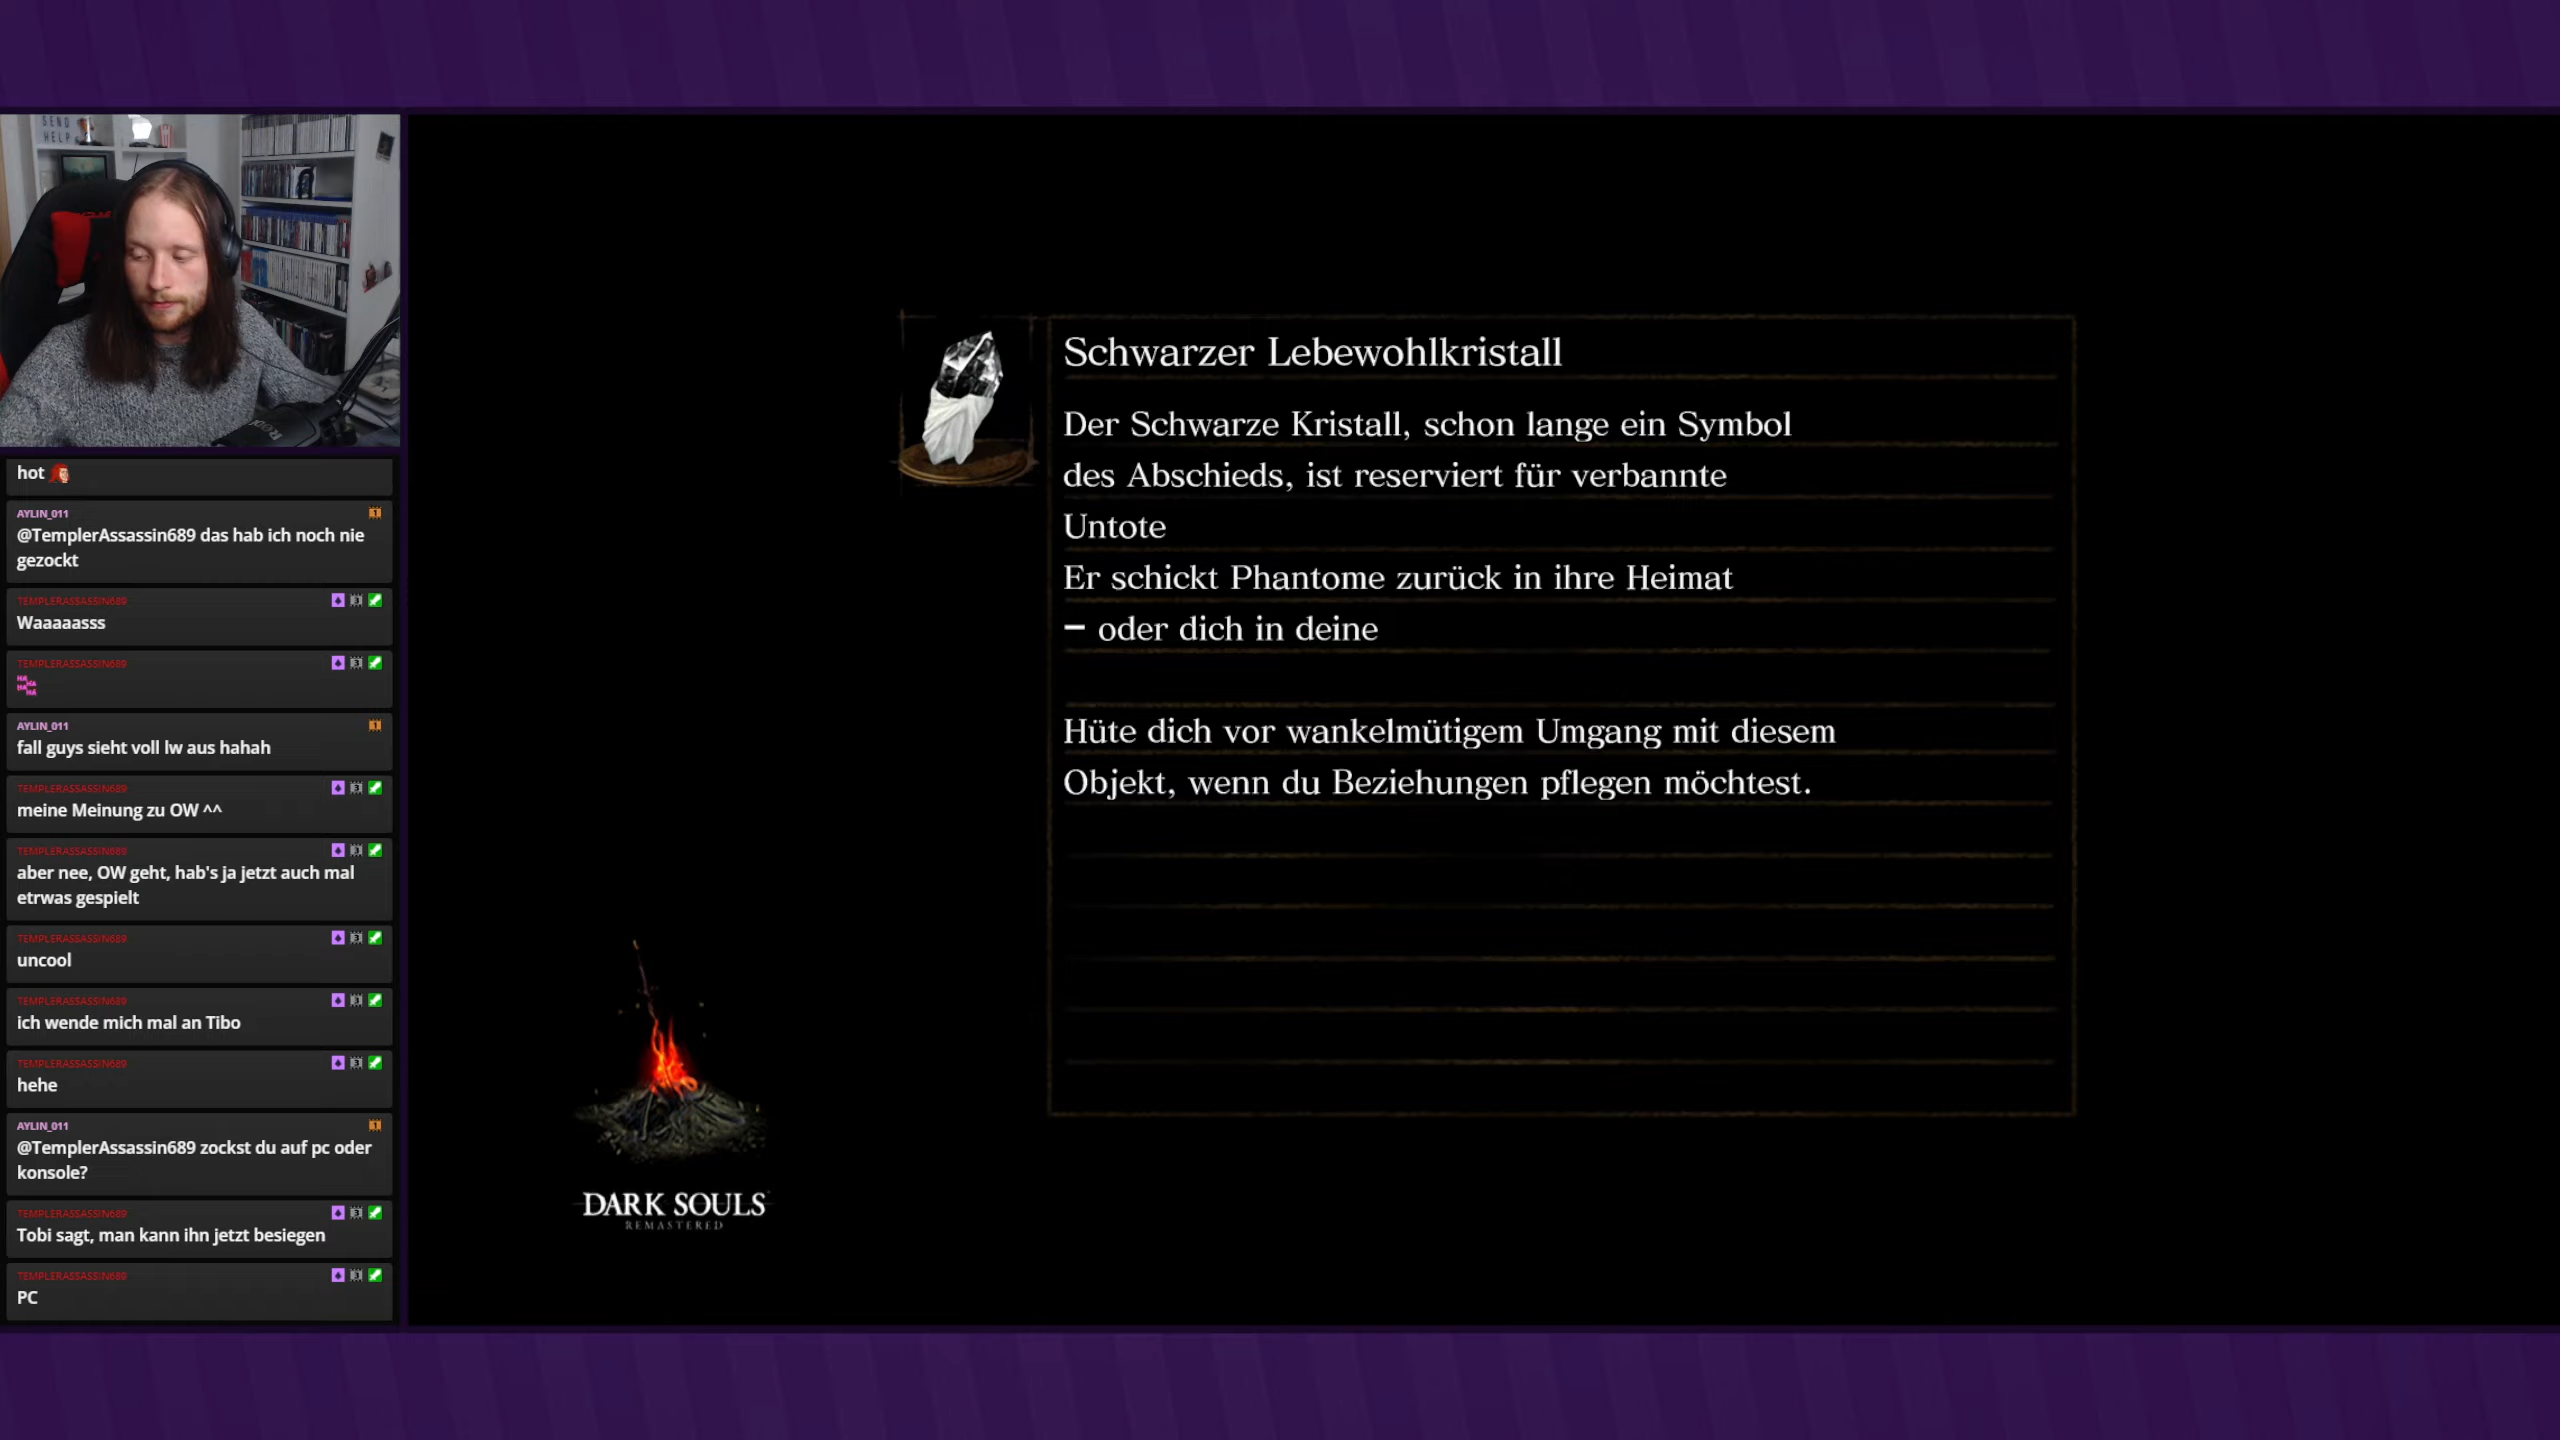 SEND
HELP
hot
AYLIN_011
@TemplerAssassin689 das hab ich noch nie
gezockt
TEMPLERASSASSIN689
Waaaaasss
TEMPLERASSASSIN689
AYLIN_011
fall guys sieht voll lw aus hahah
TEMPLERASSASSIN689
meine Meinung zu OW ^^
TEMPLERASSASSIN689
aber nee, OW geht, hab's ja jetzt auch mal
etrwas gespielt
TEMPLERASSASSIN689
uncool
TEMPLERASSASSIN689
ich wende mich mal an Tibo
TEMPLERASSASSIN689
hehe
AYLIN_011
@TemplerAssassin689 zockst du auf pc oder
konsole?
TEMPLERASSASSIN689
Tobi sagt, man kann ihn jetzt besiegen
TEMPLERASSASSIN689
PC
Schwarzer Lebewohlkristall
Der Schwarze Kristall, schon lange ein Symbol
des Abschieds, ist reserviert für verbannte
Untote
Er schickt Phantome zurück in ihre Heimat
– oder dich in deine
Hüte dich vor wankelmütigem Umgang mit diesem
Objekt, wenn du Beziehungen pflegen möchtest.
DARK SOULS
REMASTERED